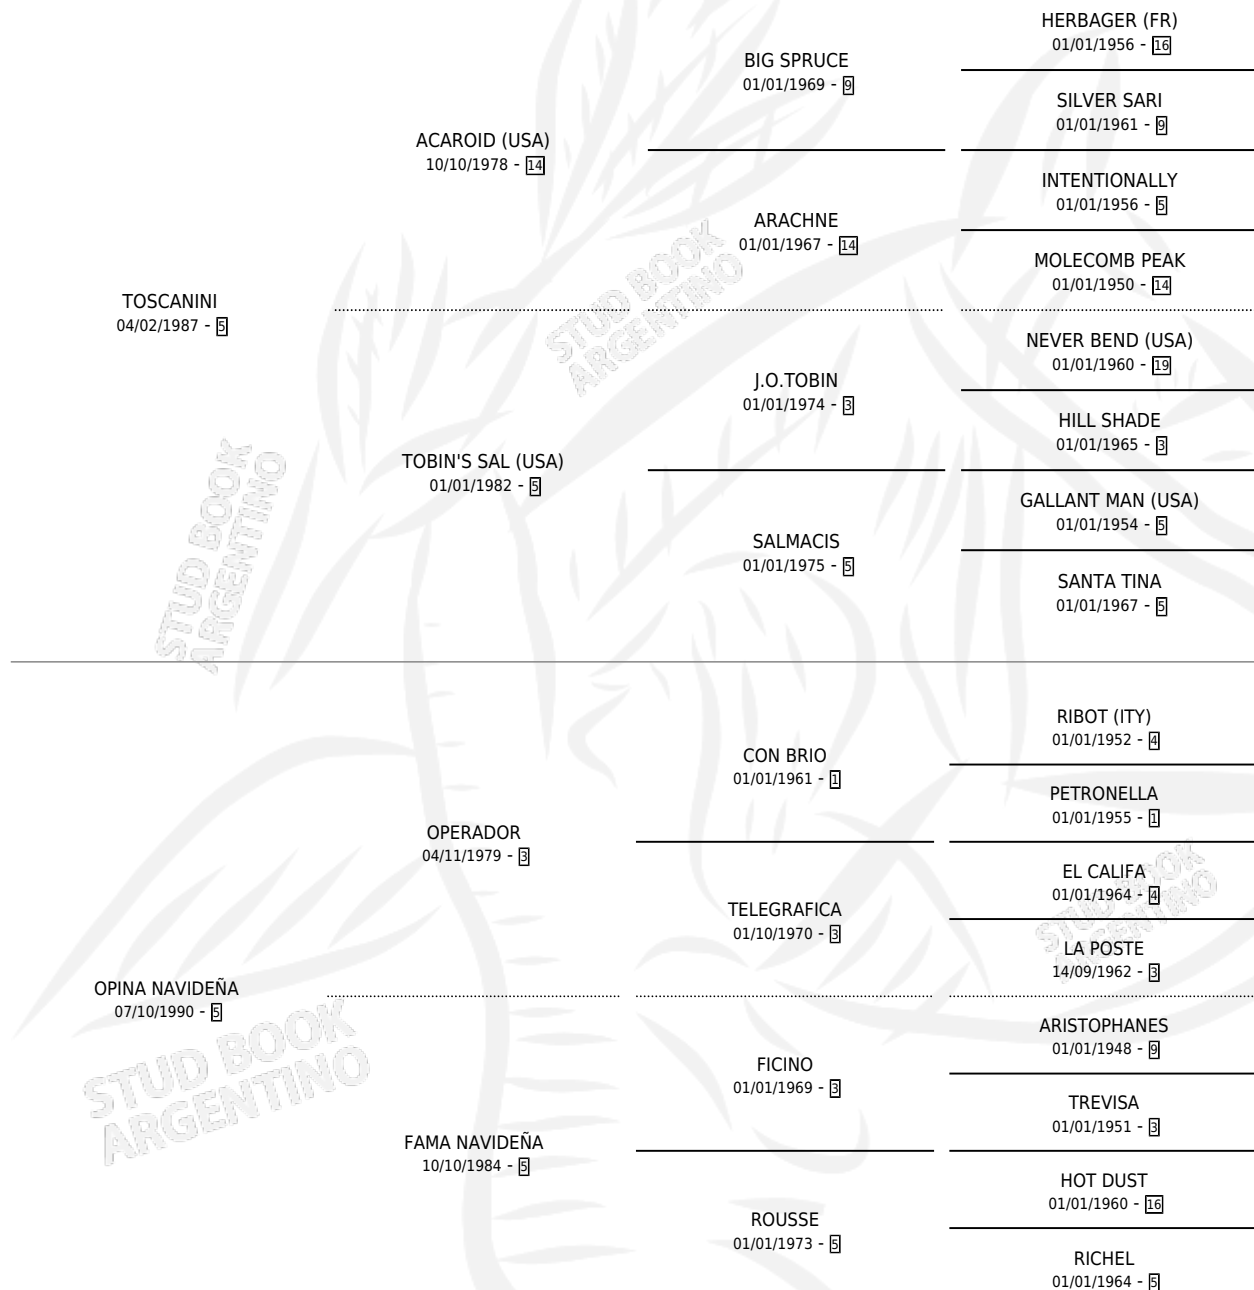 HERBAGER (FR)
01/01/1956 - 16
BIG SPRUCE
01/01/1969 - 9
SILVER SARI
01/01/1961 - 9
ACAROID (USA)
10/10/1978 - 14
INTENTIONALLY
01/01/1956 - 5
ARACHNE
01/01/1967 - 14
MOLECOMB PEAK
01/01/1950 - 14
TOSCANINI
04/02/1987 - 5
NEVER BEND (USA)
01/01/1960 - 19
J.O.TOBIN
01/01/1974 - 3
HILL SHADE
01/01/1965 - 3
TOBIN'S SAL (USA)
01/01/1982 - 5
GALLANT MAN (USA)
01/01/1954 - 5
SALMACIS
01/01/1975 - 5
SANTA TINA
01/01/1967 - 5
RIBOT (ITY)
01/01/1952 - 4
CON BRIO
01/01/1961 - 1
PETRONELLA
01/01/1955 - 1
OPERADOR
04/11/1979 - 3
EL CALIFA
01/01/1964 - 4
TELEGRAFICA
01/10/1970 - 3
LA POSTE
14/09/1962 - 3
OPINA NAVIDEÑA
07/10/1990 - 5
ARISTOPHANES
01/01/1948 - 9
FICINO
01/01/1969 - 3
TREVISA
01/01/1951 - 3
FAMA NAVIDEÑA
10/10/1984 - 5
HOT DUST
01/01/1960 - 16
ROUSSE
01/01/1973 - 5
RICHEL
01/01/1964 - 5
STUD BOOK
ARGENTINO
STUD BOOK
ARGENTINO
STUD BOOK
ARGENTINO
STUD BOOK
ARGENTINO